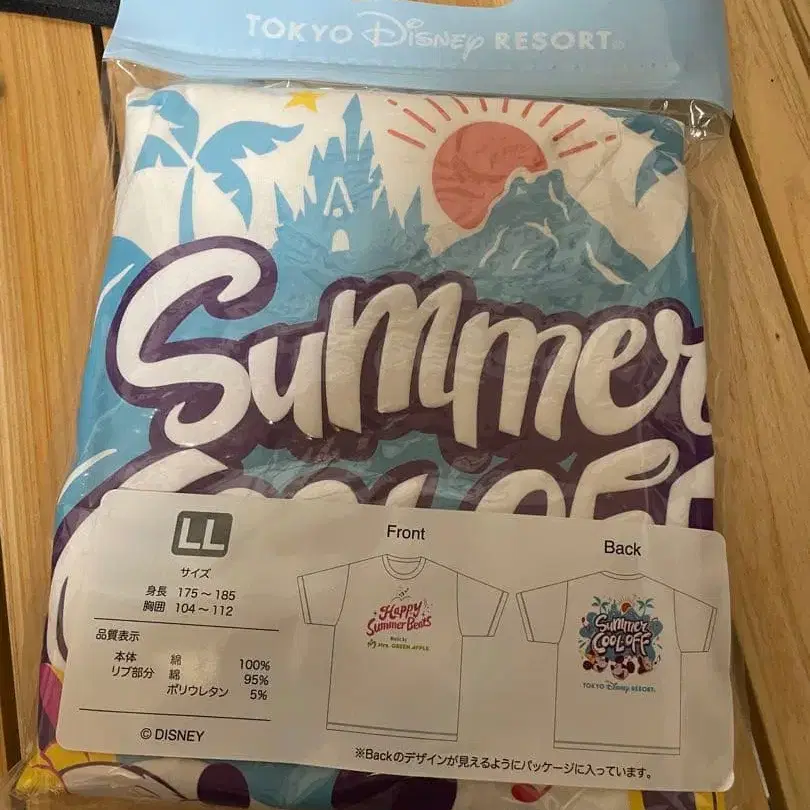 TOKYO Disney RESORT®
Summer
COOL OFF
LL
サイズ
身長 175～185
胸囲 104～112
品質表示
本体 綿 100%
リブ部分 綿 95%
ポリウレタン 5%
© DISNEY
Front
Happy
Summer Beats
Music by
Mrs. GREEN APPLE
Back
Summer
COOL OFF
TOKYO Disney RESORT®
※Backのデザインが見えるようにパッケージに入っています。